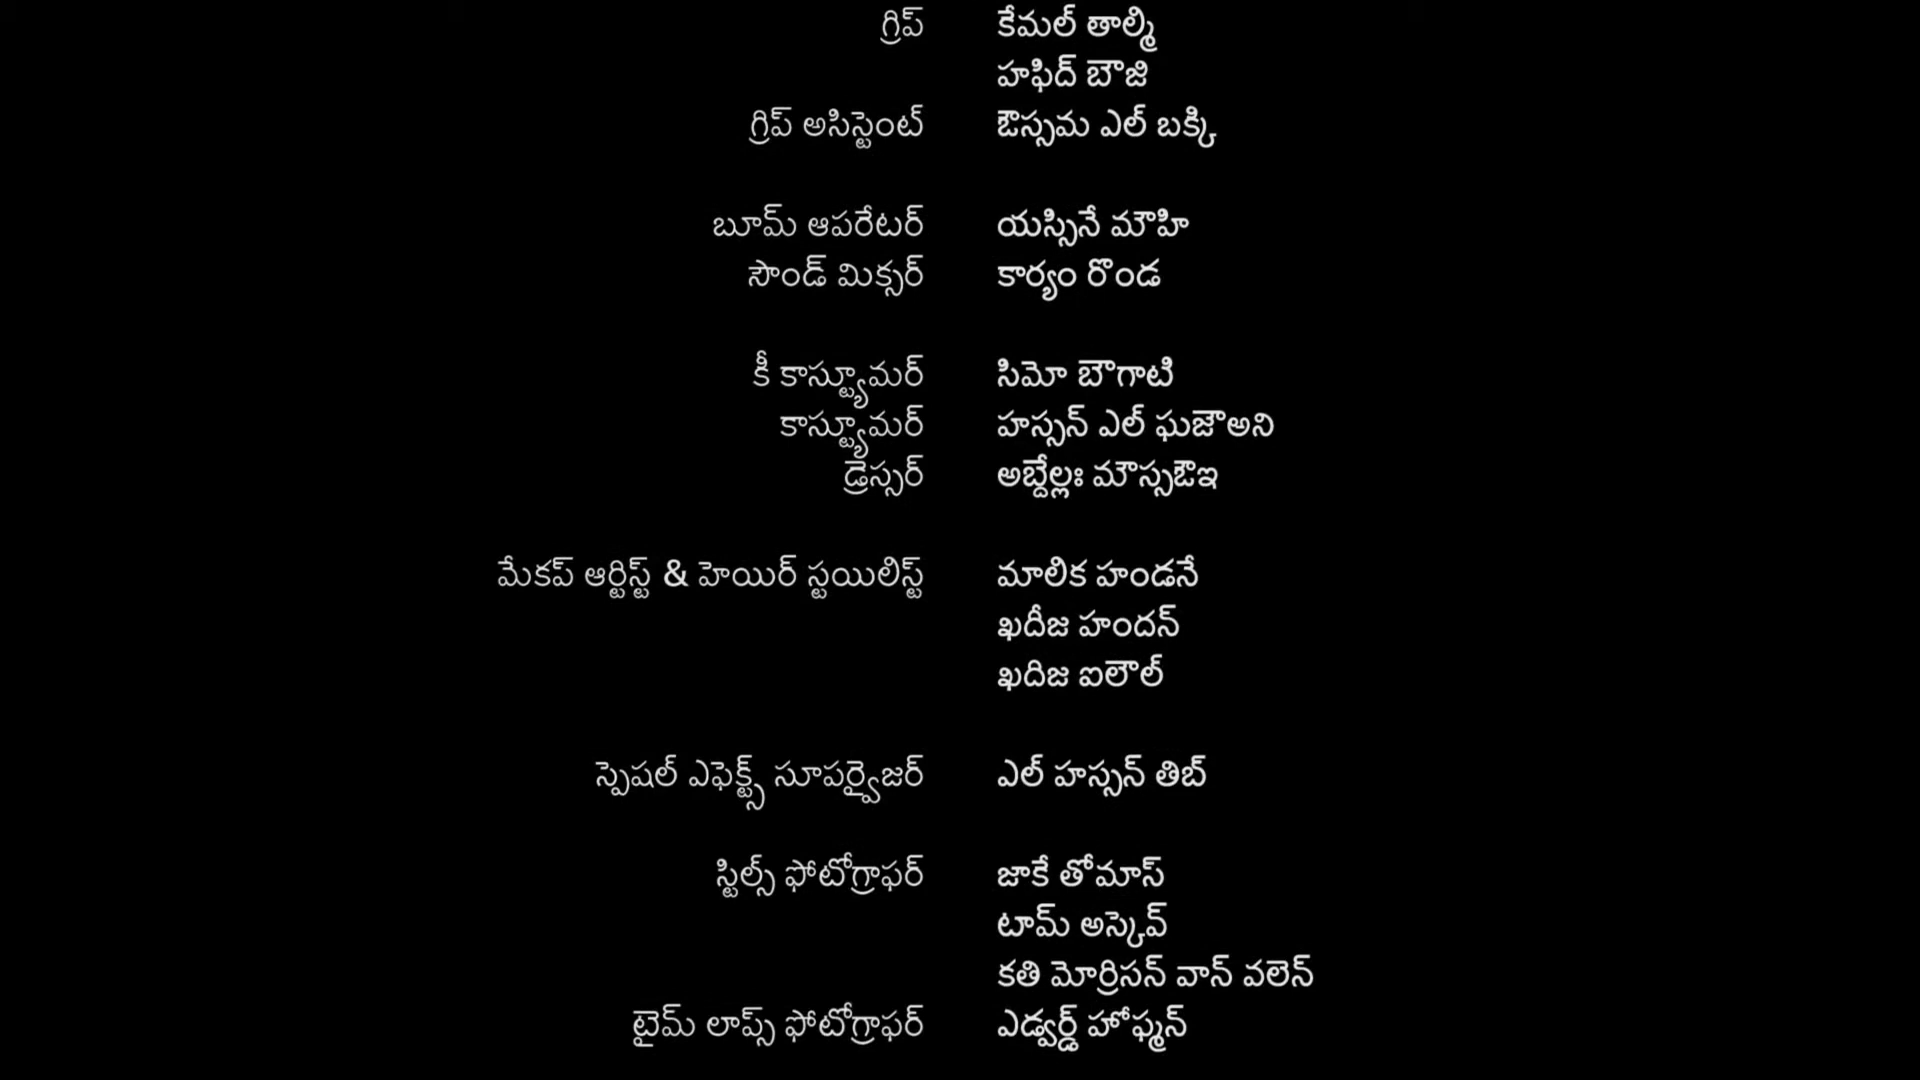 గ్రిప్ కేమల్ తాల్మి
హఫిద్ బౌజి
గ్రిప్ అసిస్టెంట్ ఔస్సమ ఎల్ బక్కి
బూమ్ ఆపరేటర్ యస్సినే మౌహి
సౌండ్ మిక్సర్ కార్యం రొండ
కీ కాస్ట్యూమర్ సిమో బౌగాటి
కాస్ట్యూమర్ హస్సన్ ఎల్ ఘజౌఅని
డ్రెస్సర్ అబ్దేల్లః మౌస్సఔఇ
మేకప్ ఆర్టిస్ట్ & హెయిర్ స్టయిలిస్ట్ మాలిక హండనే
ఖదీజ హందన్
ఖదిజ ఐలౌల్
స్పెషల్ ఎఫెక్ట్స్ సూపర్వైజర్ ఎల్ హస్సన్ తిబ్
స్టిల్స్ ఫోటోగ్రాఫర్ జాకే తోమాస్
టామ్ అస్కెవ్
కతి మోర్రిసన్ వాన్ వలెన్
టైమ్ లాప్స్ ఫోటోగ్రాఫర్ ఎడ్వర్డ్ హోఫ్మన్